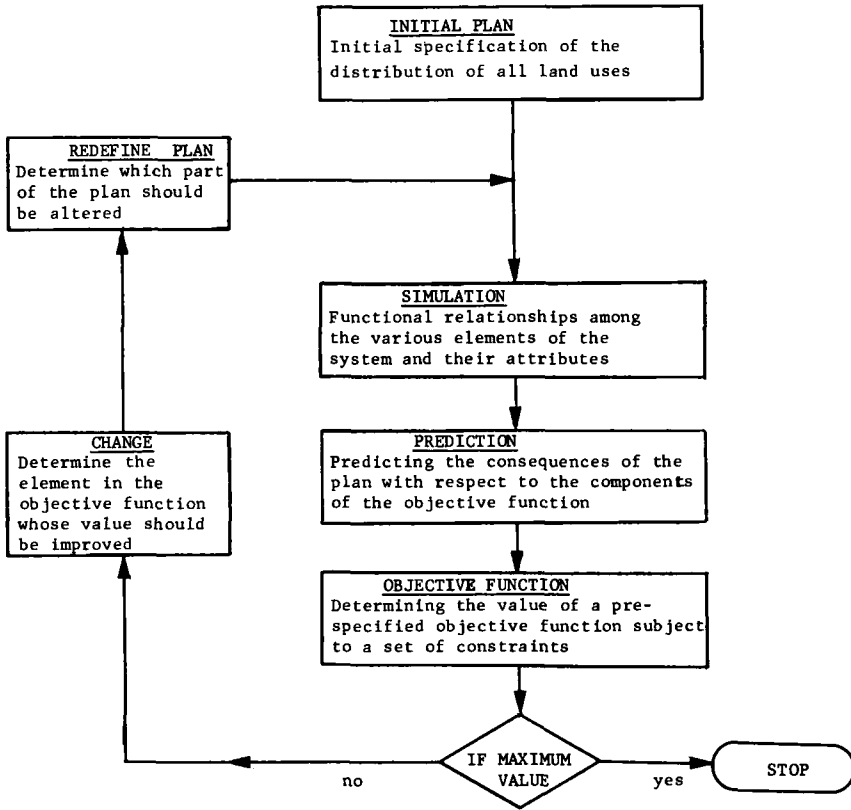 INITIAL PLAN
Initial specification of the
distribution of all land uses
REDEFINE PLAN
Determine which part
of the plan should
be altered
SIMULATION
Functional relationships among
the various elements of the
system and their attributes
CHANGE
Determine the
element in the
objective function
whose value should
be improved
PREDICTION
Predicting the consequences of the
plan with respect to the components
of the objective function
OBJECTIVE FUNCTION
Determining the value of a pre-
specified objective function subject
to a set of constraints
IF MAXIMUM
VALUE
no
yes
STOP